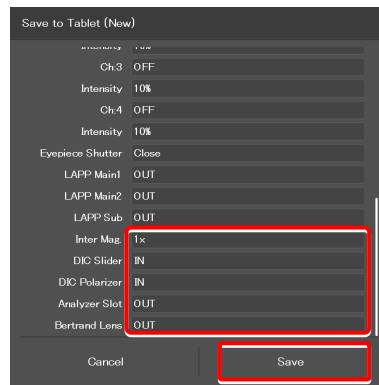 Save to Tablet (New)
Intensity 10%
Ch:3 OFF
Intensity 10%
Ch:4 OFF
Intensity 10%
Eyepiece Shutter Close
LAPP Main1 OUT
LAPP Main2 OUT
LAPP Sub OUT
Inter Mag. 1x
DIC Slider IN
DIC Polarizer IN
Analyzer Slot OUT
Bertrand Lens OUT
Cancel Save